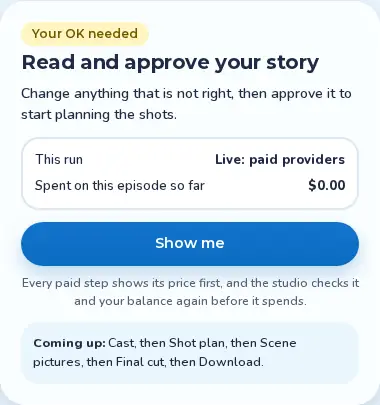 Your OK needed
Read and approve your story
Change anything that is not right, then approve it to
start planning the shots.
This run Live: paid providers
Spent on this episode so far $0.00
Show me
Every paid step shows its price first, and the studio checks it
and your balance again before it spends.
Coming up: Cast, then Shot plan, then Scene
pictures, then Final cut, then Download.